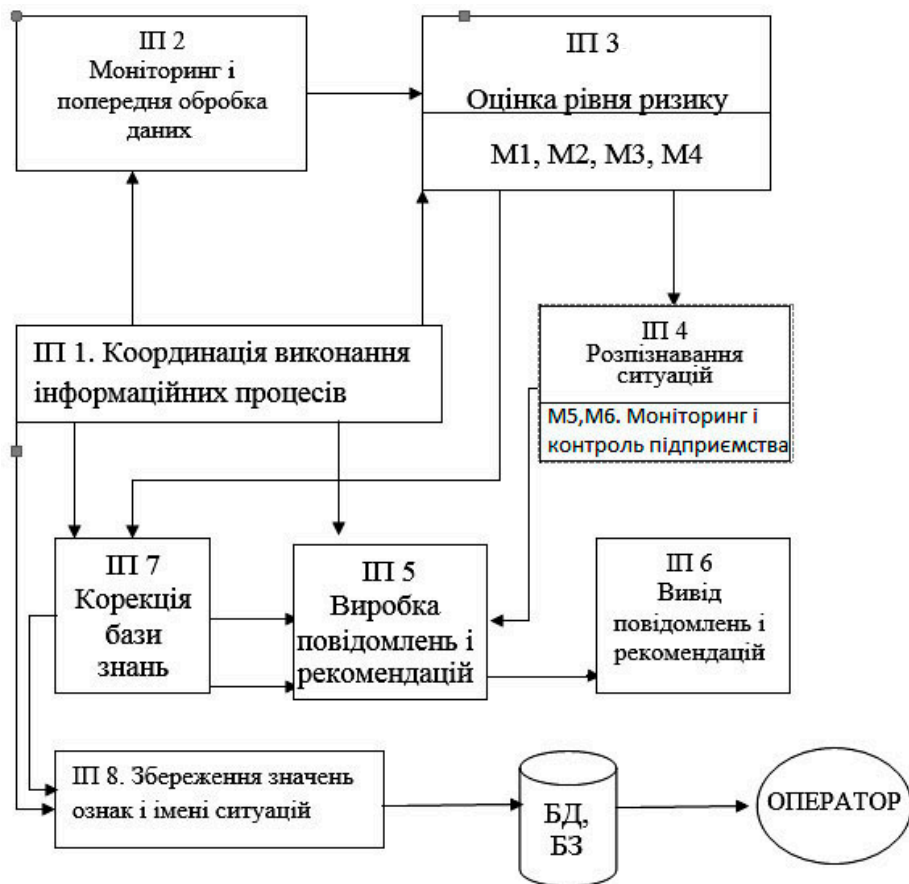 ІП 2
Моніторинг і
попередня обробка
даних
ІП 3
Оцінка рівня ризику
М1, М2, М3, М4
ІП 1. Координація виконання
інформаційних процесів
ІП 4
Розпізнавання
ситуацій
М5,М6. Моніторинг і
контроль підприємства
ІП 7
Корекція
бази
знань
ІП 5
Виробка
повідомлень і
рекомендацій
ІП 6
Вивід
повідомлень і
рекомендацій
ІП 8. Збереження значень
ознак і імені ситуацій
БД,
БЗ
ОПЕРАТОР